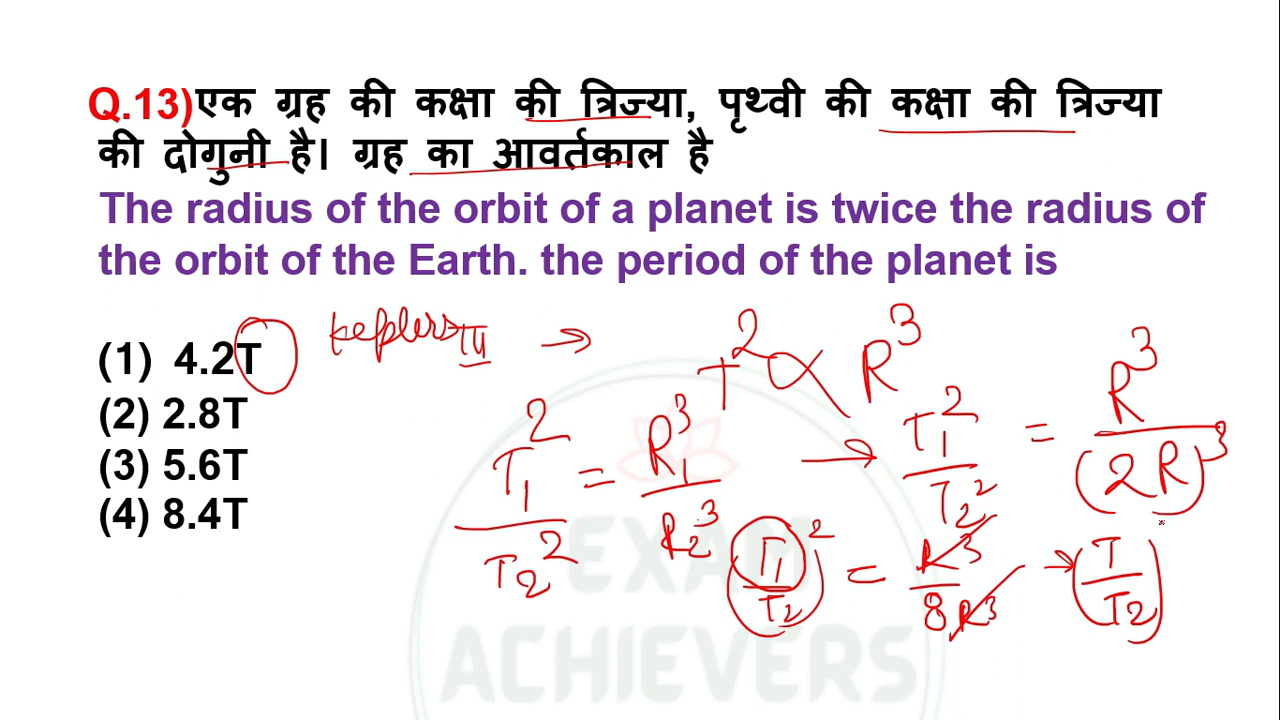 Q.13)एक ग्रह की कक्षा की त्रिज्या, पृथ्वी की कक्षा की त्रिज्या
की दोगुनी है। ग्रह का आवर्तकाल है
The radius of the orbit of a planet is twice the radius of
the orbit of the Earth. the period of the planet is
(1) 4.2T
(2) 2.8T
(3) 5.6T
(4) 8.4T
keplers III → T² ∝ R³
T₁²/T₂² = R₁³/R₂³ → T₁²/T₂² = R³/(2R)³
(T₁/T₂)² = R³/8R³ → (T/T₂)
EXAM
ACHIEVERS